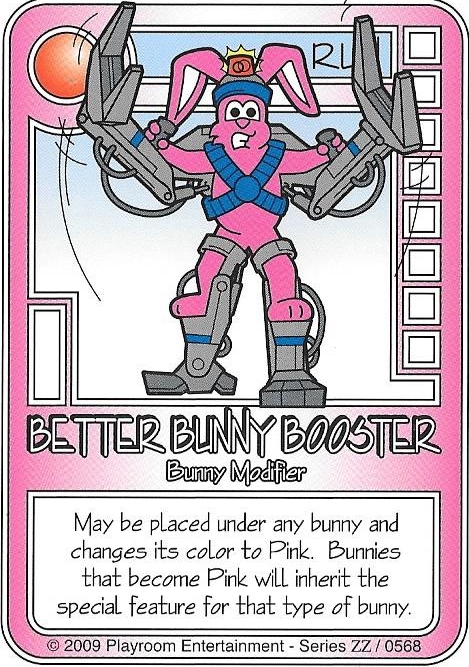 RU
BETTER BUNNY BOOSTER
Bunny Modifier
May be placed under any bunny and
changes its color to Pink. Bunnies
that become Pink will inherit the
special feature for that type of bunny.
© 2009 Playroom Entertainment - Series ZZ / 0568